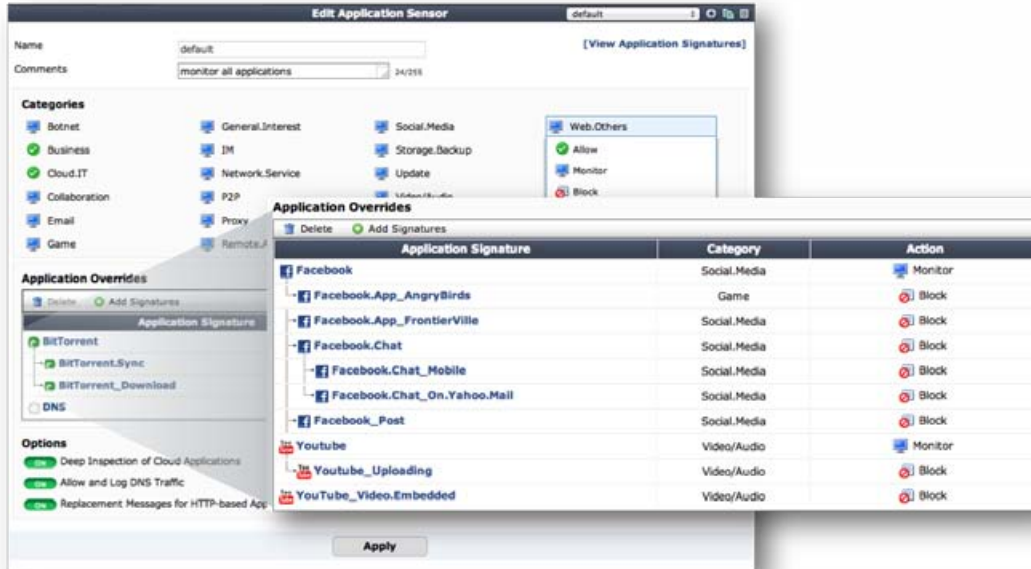 Edit Application Sensor
default
Name
default
[View Application Signatures]
Comments
monitor all applications
24/255
Categories
Botnet
General.Interest
Social.Media
Web.Others
Business
IM
Storage.Backup
Allow
Cloud.IT
Network.Service
Update
Monitor
Collaboration
P2P
Video/Audio
Block
Email
Proxy
Game
Application Overrides
Delete
Add Signatures
Application Signature
BitTorrent
BitTorrent.Sync
BitTorrent_Download
DNS
Options
ON Deep Inspection of Cloud Applications
ON Allow and Log DNS Traffic
ON Replacement Messages for HTTP-based App
Apply
Application Overrides
Delete
Add Signatures
Application Signature
Category
Action
Facebook
Social.Media
Monitor
Facebook.App_AngryBirds
Game
Block
Facebook.App_FrontierVille
Social.Media
Block
Facebook.Chat
Social.Media
Block
Facebook.Chat_Mobile
Social.Media
Block
Facebook.Chat_On.Yahoo.Mail
Social.Media
Block
Facebook_Post
Social.Media
Block
Youtube
Video/Audio
Monitor
Youtube_Uploading
Video/Audio
Block
YouTube_Video.Embedded
Video/Audio
Block